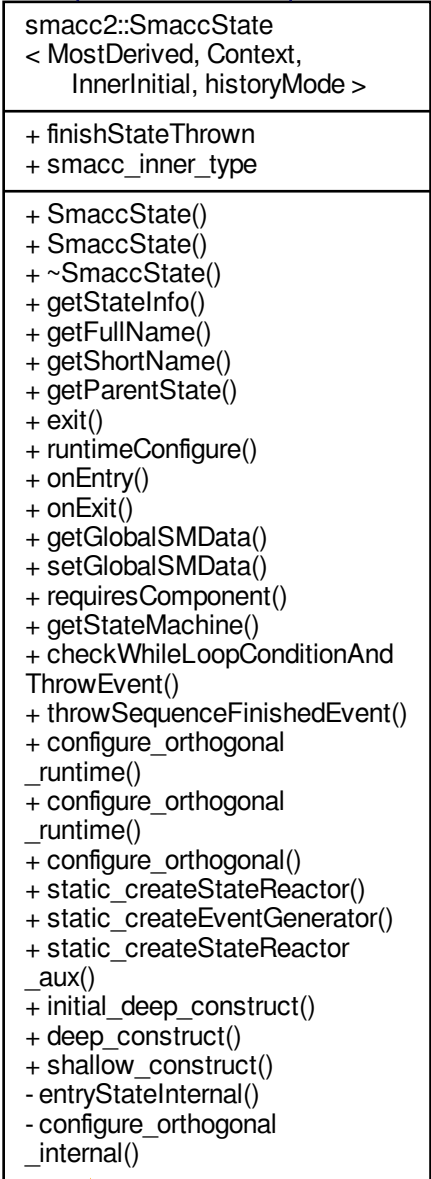 smacc2::SmaccState
< MostDerived, Context,
InnerInitial, historyMode >
+ finishStateThrown
+ smacc_inner_type
+ SmaccState()
+ SmaccState()
+ ~SmaccState()
+ getStateInfo()
+ getFullName()
+ getShortName()
+ getParentState()
+ exit()
+ runtimeConfigure()
+ onEntry()
+ onExit()
+ getGlobalSMData()
+ setGlobalSMData()
+ requiresComponent()
+ getStateMachine()
+ checkWhileLoopConditionAnd
ThrowEvent()
+ throwSequenceFinishedEvent()
+ configure_orthogonal
_runtime()
+ configure_orthogonal
_runtime()
+ configure_orthogonal()
+ static_createStateReactor()
+ static_createEventGenerator()
+ static_createStateReactor
_aux()
+ initial_deep_construct()
+ deep_construct()
+ shallow_construct()
- entryStateInternal()
- configure_orthogonal
_internal()